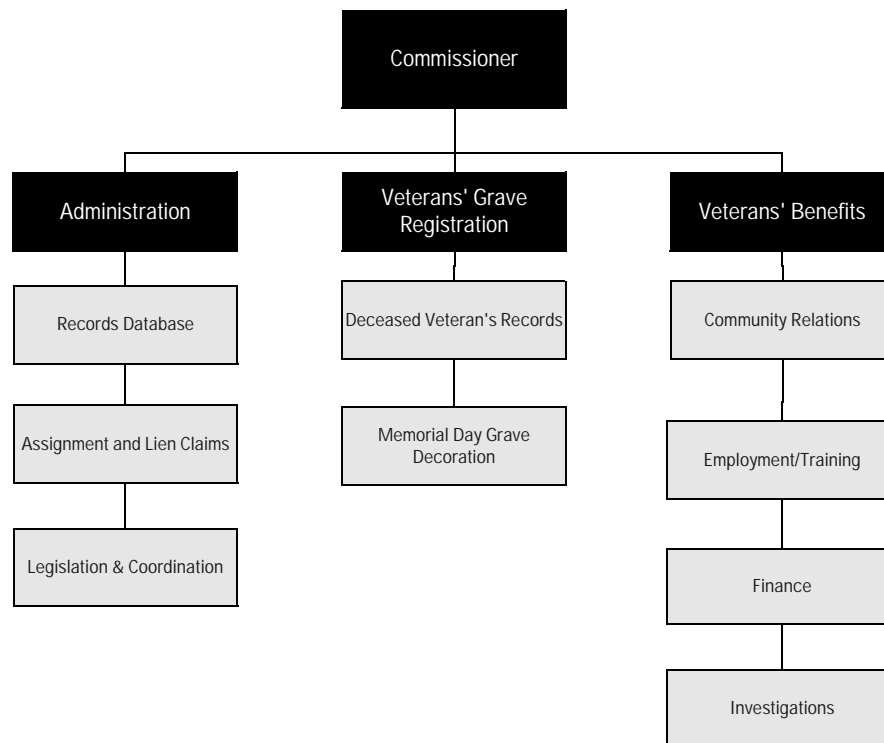 Commissioner
Administration
Veterans' Grave
Registration
Veterans' Benefits
Records Database
Deceased Veteran's Records
Community Relations
Assignment and Lien Claims
Memorial Day Grave
Decoration
Employment/Training
Legislation & Coordination
Finance
Investigations